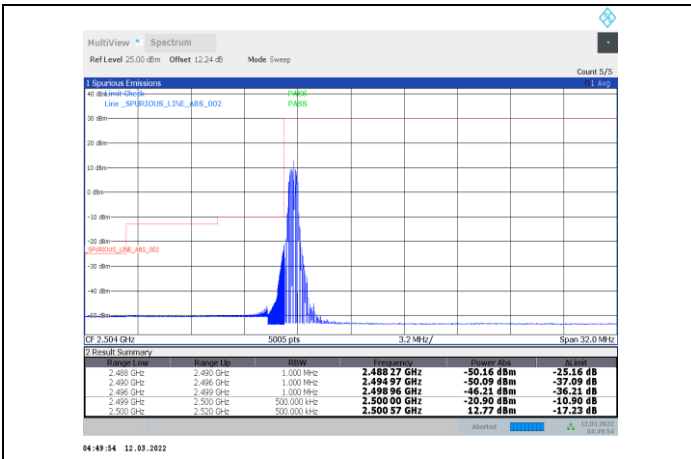 MultiView Spectrum
Ref Level 25.00 dBm Offset 12.24 dB Mode Sweep
Count 5/5
1 Spurious Emissions 1 Avg
40 dBm Limit Check PASS
Line _SPURIOUS_LINE_ABS_002 PASS
30 dBm
20 dBm
10 dBm
0 dBm
-10 dBm
-20 dBm
_SPURIOUS_LINE_ABS_002
-30 dBm
-40 dBm
-50 dBm
CF 2.504 GHz 5005 pts 3.2 MHz/ Span 32.0 MHz
2 Result Summary
Range Low Range Up RBW Frequency Power Abs ΔLimit
2.488 GHz 2.490 GHz 1.000 MHz 2.488 27 GHz -50.16 dBm -25.16 dB
2.490 GHz 2.496 GHz 1.000 MHz 2.494 97 GHz -50.09 dBm -37.09 dB
2.496 GHz 2.499 GHz 1.000 MHz 2.498 96 GHz -46.21 dBm -36.21 dB
2.499 GHz 2.500 GHz 500.000 kHz 2.500 00 GHz -20.90 dBm -10.90 dB
2.500 GHz 2.520 GHz 500.000 kHz 2.500 57 GHz 12.77 dBm -17.23 dB
Aborted 12.03.2022
04:49:54
04:49:54 12.03.2022